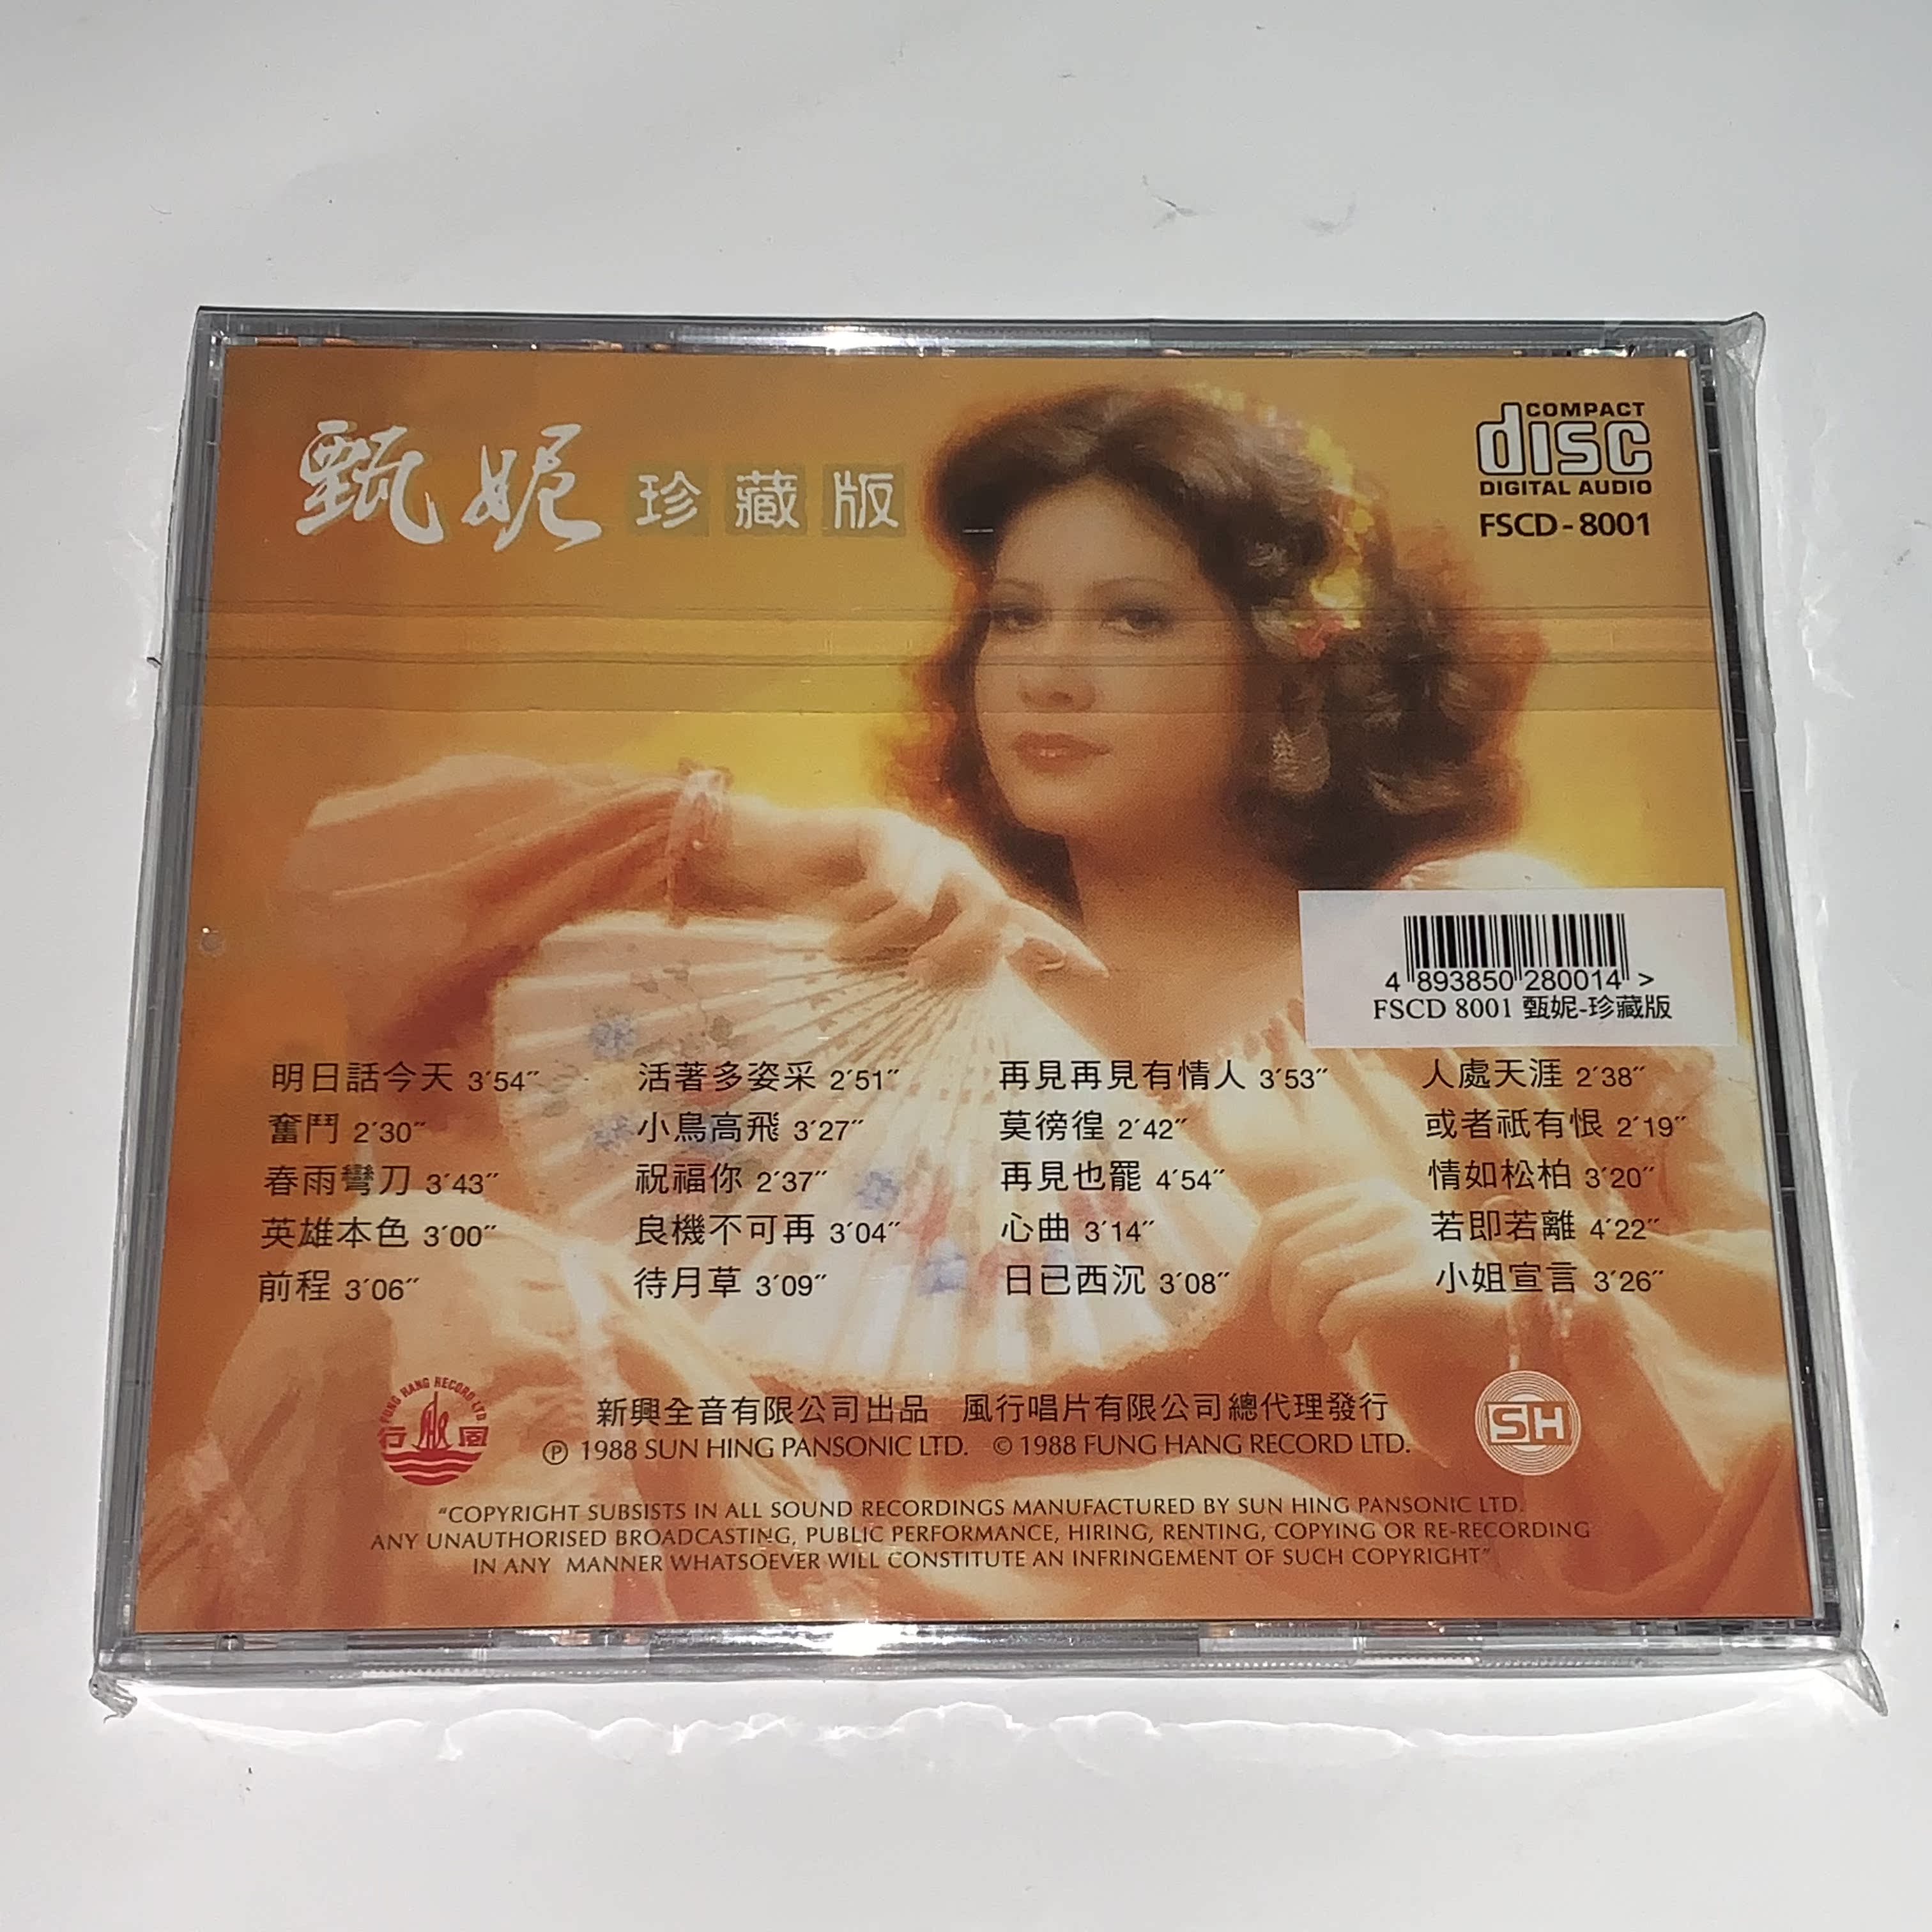 甄妮 珍藏版
COMPACT
disc
DIGITAL AUDIO
FSCD-8001
4 893850 280014 >
FSCD 8001 甄妮-珍藏版
明日話今天 3′54″
奮鬥 2′30″
春雨彎刀 3′43″
英雄本色 3′00″
前程 3′06″
活著多姿采 2′51″
小鳥高飛 3′27″
祝福你 2′37″
良機不可再 3′04″
待月草 3′09″
再見再見有情人 3′53″
莫徬徨 2′42″
再見也罷 4′54″
心曲 3′14″
日已西沉 3′08″
人處天涯 2′38″
或者祇有恨 2′19″
情如松柏 3′20″
若即若離 4′22″
小姐宣言 3′26″
FUNG HANG RECORD LTD.
行風
新興全音有限公司出品 風行唱片有限公司總代理發行
Ⓟ 1988 SUN HING PANSONIC LTD. © 1988 FUNG HANG RECORD LTD.
SH
“COPYRIGHT SUBSISTS IN ALL SOUND RECORDINGS MANUFACTURED BY SUN HING PANSONIC LTD.
ANY UNAUTHORISED BROADCASTING, PUBLIC PERFORMANCE, HIRING, RENTING, COPYING OR RE-RECORDING
IN ANY MANNER WHATSOEVER WILL CONSTITUTE AN INFRINGEMENT OF SUCH COPYRIGHT”